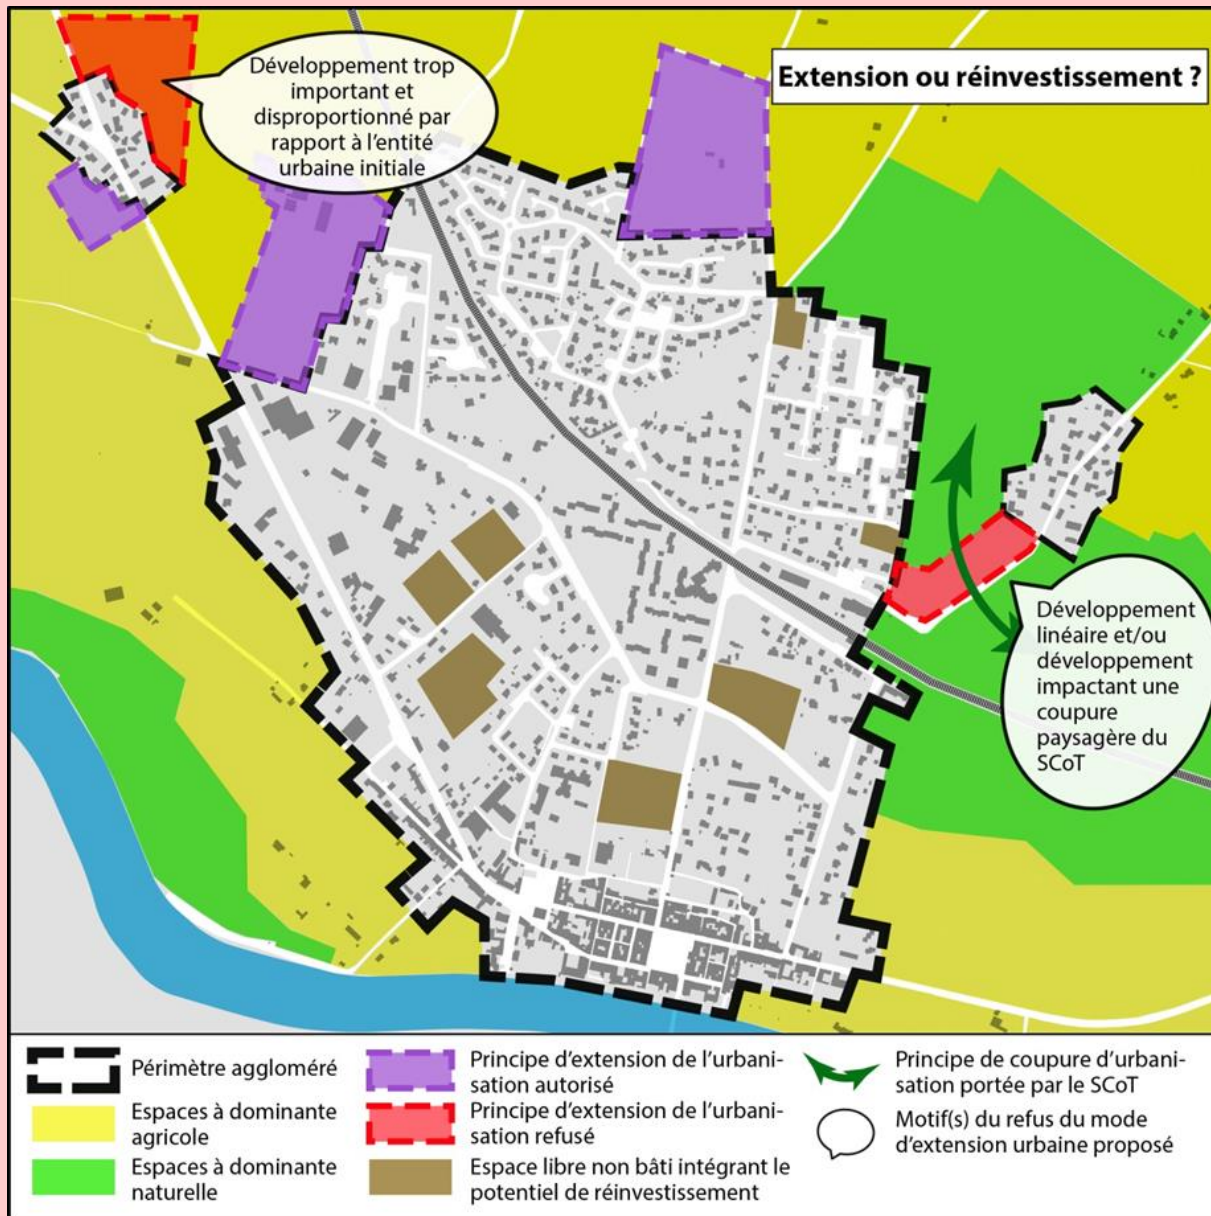 Extension ou réinvestissement ?
Développement trop
important et
disproportionné par
rapport à l'entité
urbaine initiale
Développement
linéaire et/ou
développement
impactant une
coupure
paysagère du
SCoT
Périmètre aggloméré
Espaces à dominante
agricole
Espaces à dominante
naturelle
Principe d'extension de l'urbani-
sation autorisé
Principe d'extension de l'urbani-
sation refusé
Espace libre non bâti intégrant le
potentiel de réinvestissement
Principe de coupure d'urbani-
sation portée par le SCoT
Motif(s) du refus du mode
d'extension urbaine proposé